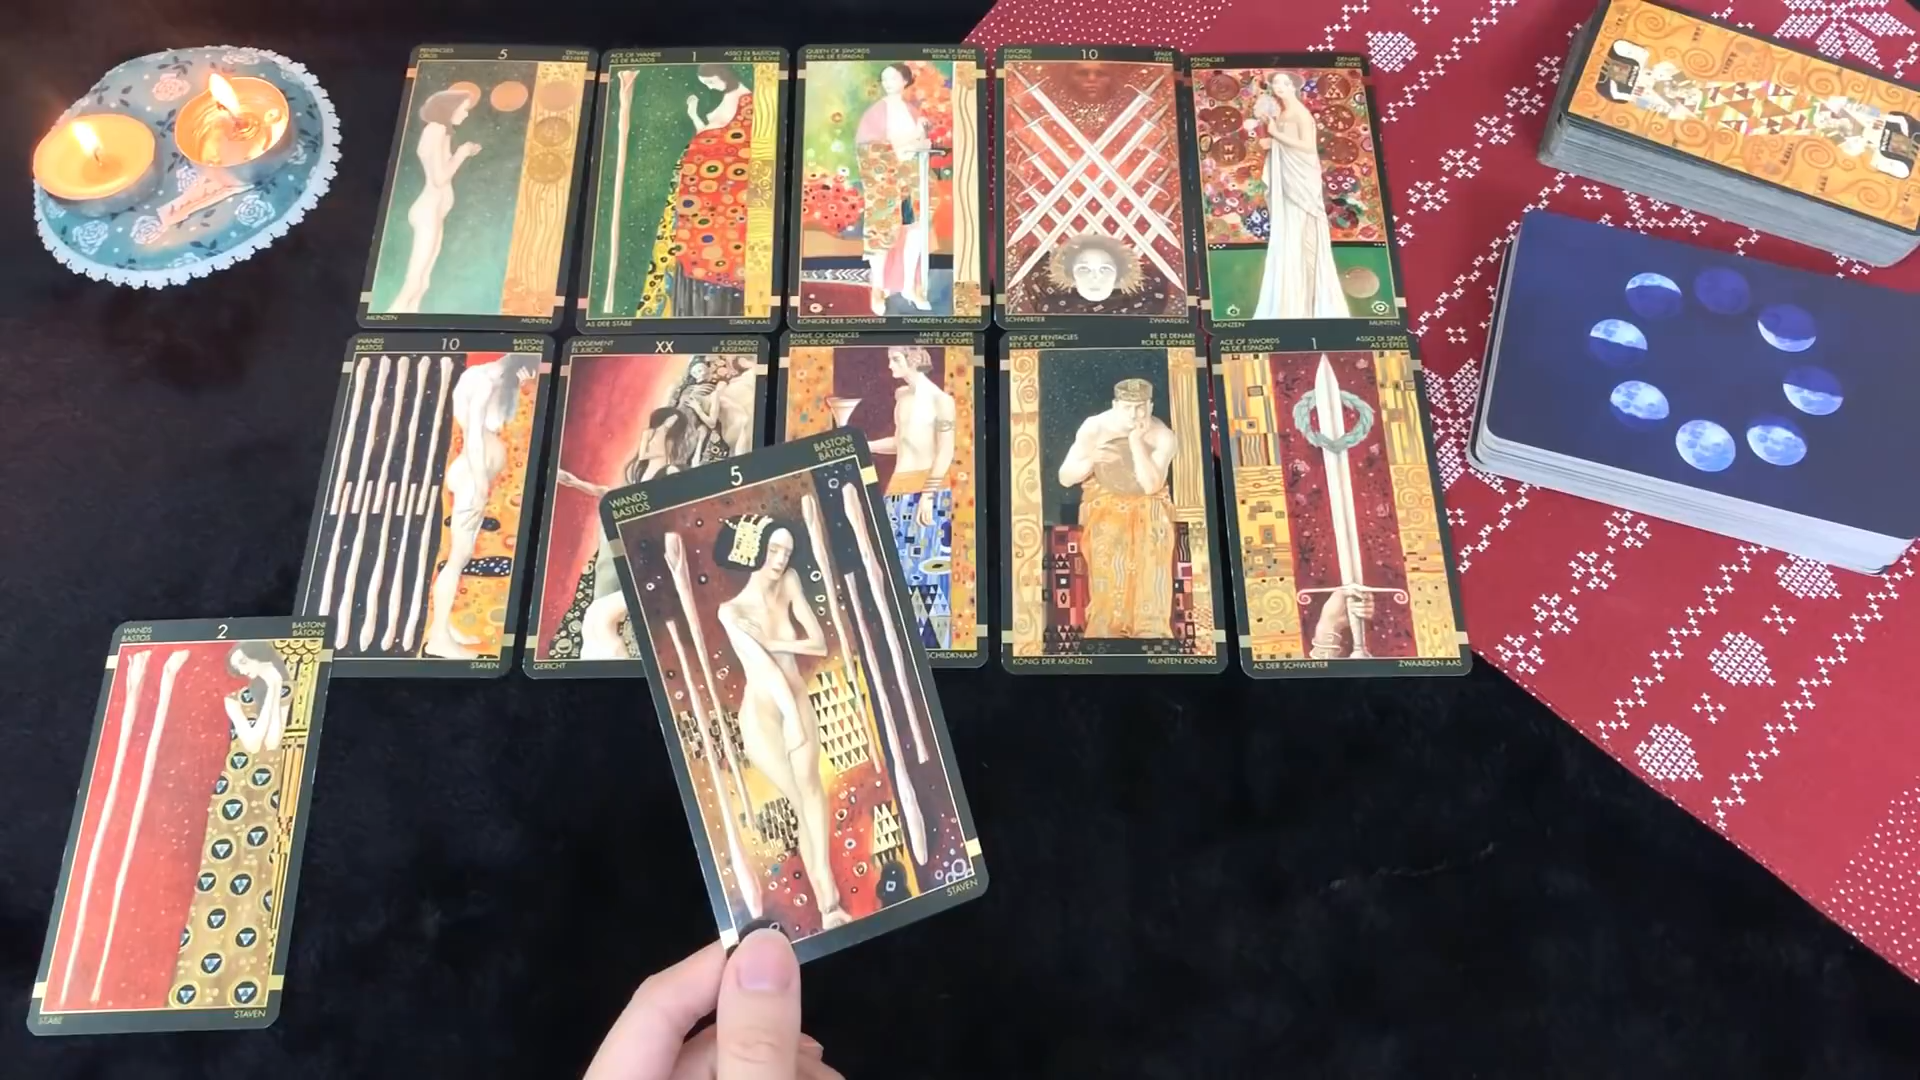 PENTACLES
OROS
5
DENARI
DENIERS
MÜNZEN
MUNTEN
ACE OF WANDS
AS DE BASTOS
1
ASSO DI BASTONI
AS DE BÂTONS
AS DER STÄBE
STAVEN AAS
QUEEN OF SWORDS
REINA DE ESPADAS
REGINA DI SPADE
REINE D'ÉPÉES
KÖNIGIN DER SCHWERTER
ZWAARDEN KONINGIN
SWORDS
ESPADAS
10
SPADE
ÉPÉES
SCHWERTER
ZWAARDEN
PENTACLES
OROS
7
DENARI
DENIERS
MÜNZEN
MUNTEN
WANDS
BASTOS
10
BASTONI
BÂTONS
STAVEN
JUDGEMENT
EL JUICIO
XX
IL GIUDIZIO
LE JUGEMENT
GERICHT
KNAVE OF CHALICES
SOTA DE COPAS
FANTE DI COPPE
VALET DE COUPES
SCHILDKNAAP
KING OF PENTACLES
REY DE OROS
RE DI DENARI
ROI DE DENIERS
KÖNIG DER MÜNZEN
MUNTEN KONING
ACE OF SWORDS
AS DE ESPADAS
1
ASSO DI SPADE
AS D'ÉPÉES
AS DER SCHWERTER
ZWAARDEN AAS
WANDS
BASTOS
2
BASTONI
BÂTONS
STÄBE
STAVEN
WANDS
BASTOS
5
BASTONI
BÂTONS
STAVEN